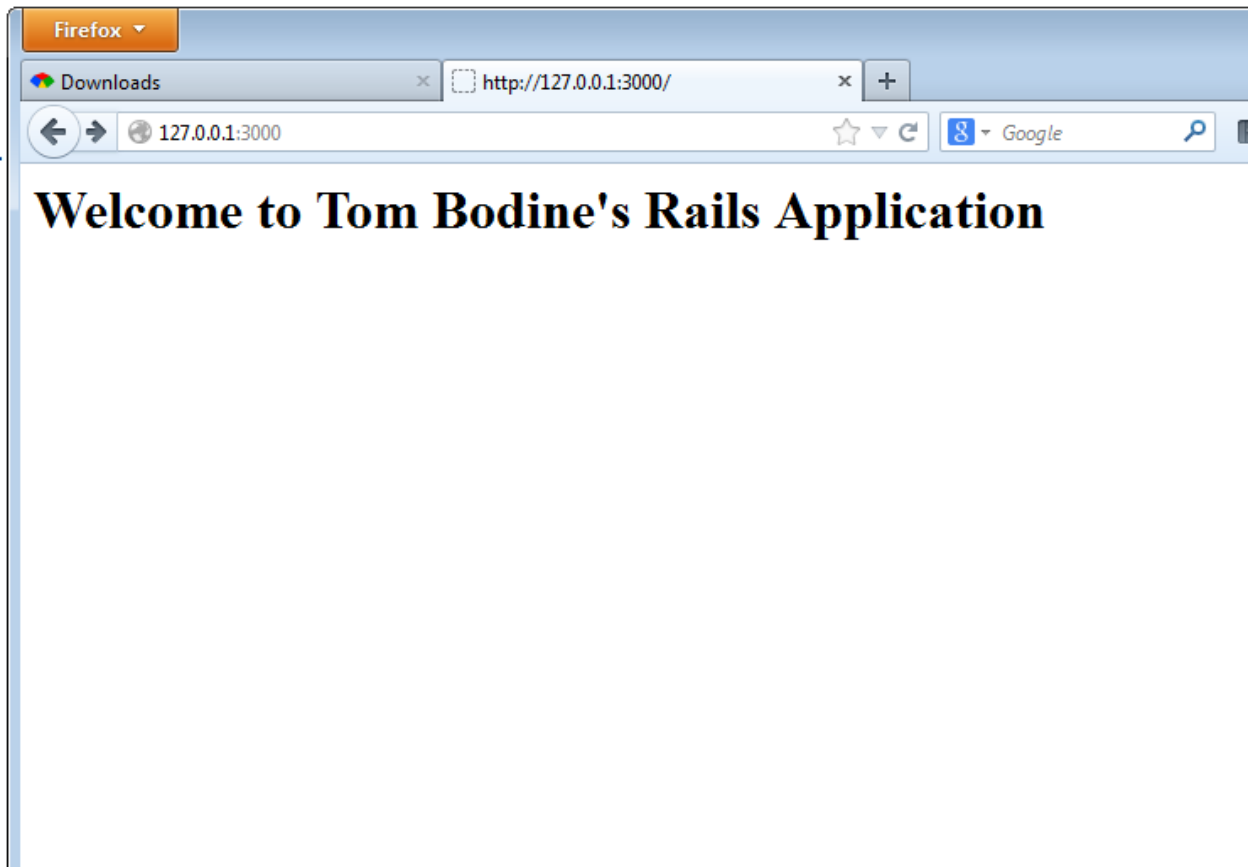 Firefox
Downloads
http://127.0.0.1:3000/
127.0.0.1:3000
8
Google
Welcome to Tom Bodine's Rails Application